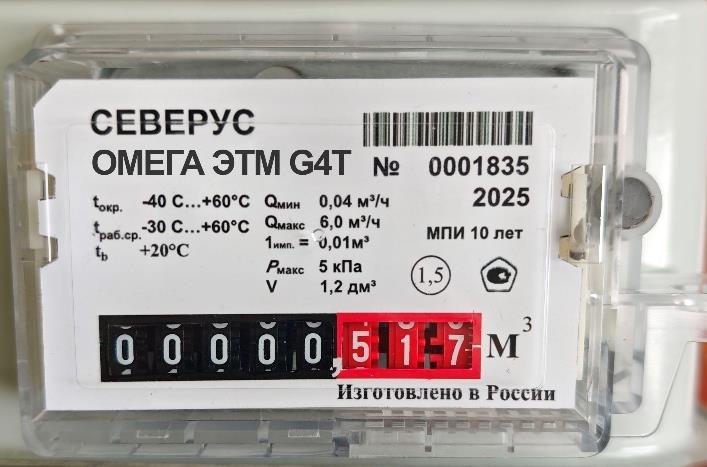 СЕВЕРУС
ОМЕГА ЭТМ G4T № 0001835
2025
tокр. -40 С...+60°С
tраб.ср. -30 С...+60°С
tb +20°С
Qмин 0,04 м³/ч
Qмакс 6,0 м³/ч
1имп. = 0,01м³
Рмакс 5 кПа
V 1,2 дм³
МПИ 10 лет
1,5
00000,517 М³
Изготовлено в России